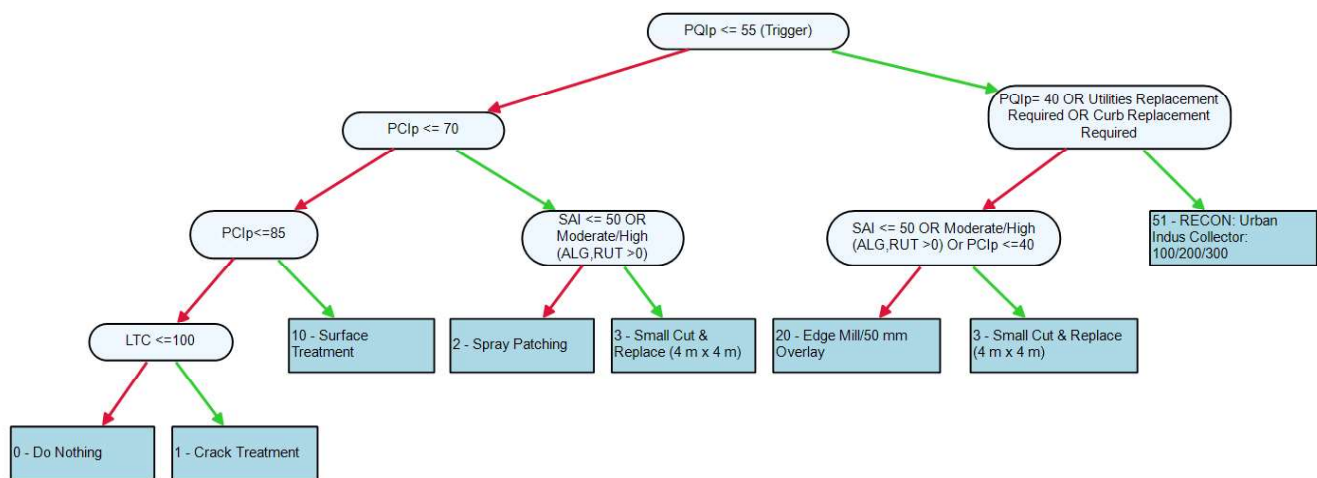 PQIp <= 55 (Trigger)
PQIp= 40 OR Utilities Replacement
Required OR Curb Replacement
Required
PCIp <= 70
PCIp<=85
SAI <= 50 OR
Moderate/High
(ALG,RUT >0)
SAI <= 50 OR Moderate/High
(ALG,RUT >0) Or PCIp <=40
51 - RECON: Urban
Indus Collector:
100/200/300
LTC <=100
10 - Surface
Treatment
2 - Spray Patching
3 - Small Cut &
Replace (4 m x 4 m)
20 - Edge Mill/50 mm
Overlay
3 - Small Cut & Replace
(4 m x 4 m)
0 - Do Nothing
1 - Crack Treatment